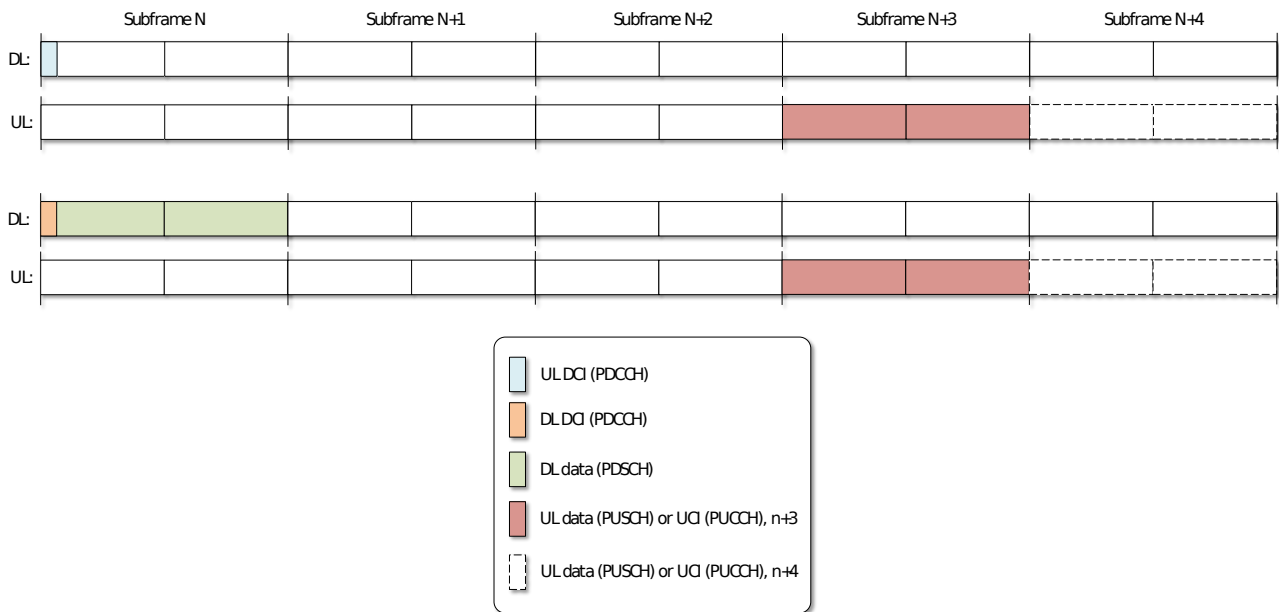 Subframe N Subframe N+1 Subframe N+2 Subframe N+3 Subframe N+4
DL:
UL:
DL:
UL:
UL DCI (PDCCH)
DL DCI (PDCCH)
DL data (PDSCH)
UL data (PUSCH) or UCI (PUCCH), n+3
UL data (PUSCH) or UCI (PUCCH), n+4